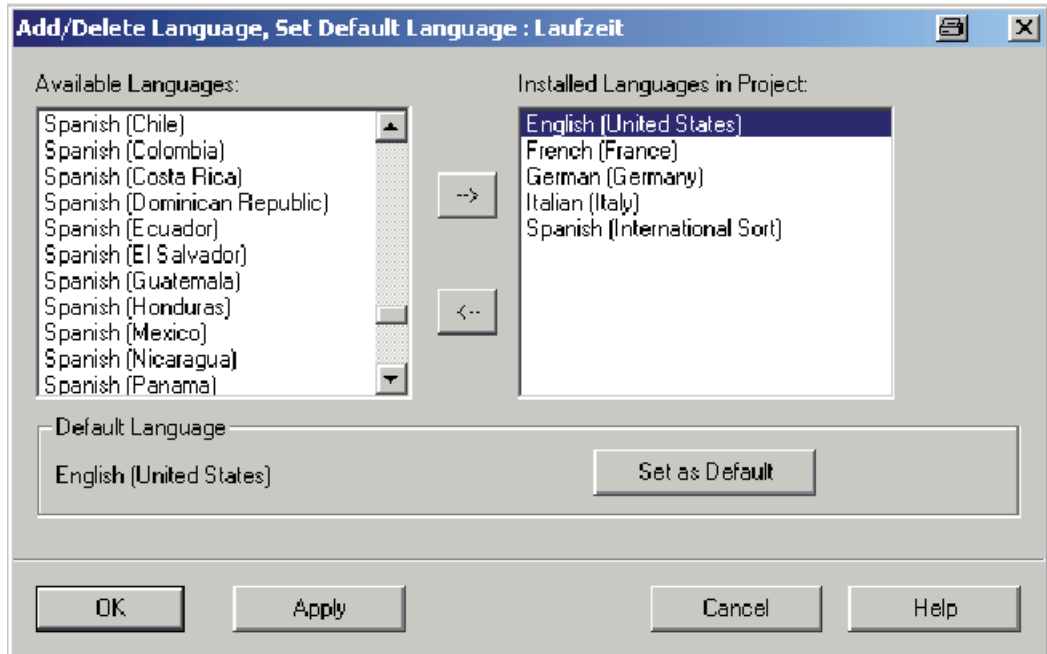 Add/Delete Language, Set Default Language : Laufzeit
Available Languages:
Spanish (Chile)
Spanish (Colombia)
Spanish (Costa Rica)
Spanish (Dominican Republic)
Spanish (Ecuador)
Spanish (El Salvador)
Spanish (Guatemala)
Spanish (Honduras)
Spanish (Mexico)
Spanish (Nicaragua)
Spanish (Panama)
-->
<--
Installed Languages in Project:
English (United States)
French (France)
German (Germany)
Italian (Italy)
Spanish (International Sort)
Default Language
English (United States)
Set as Default
OK
Apply
Cancel
Help